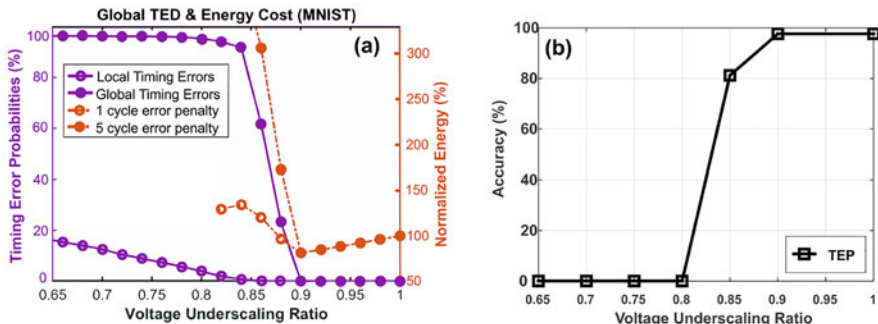 Global TED & Energy Cost (MNIST)
(a)
Timing Error Probabilities (%)
100
80
60
40
20
0
Local Timing Errors
Global Timing Errors
1 cycle error penalty
5 cycle error penalty
300
250
200
150
100
50
Normalized Energy (%)
0.65 0.7 0.75 0.8 0.85 0.9 0.95 1
Voltage Underscaling Ratio
(b)
Accuracy (%)
100
80
60
40
20
0
TEP
0.65 0.7 0.75 0.8 0.85 0.9 0.95 1
Voltage Underscaling Ratio